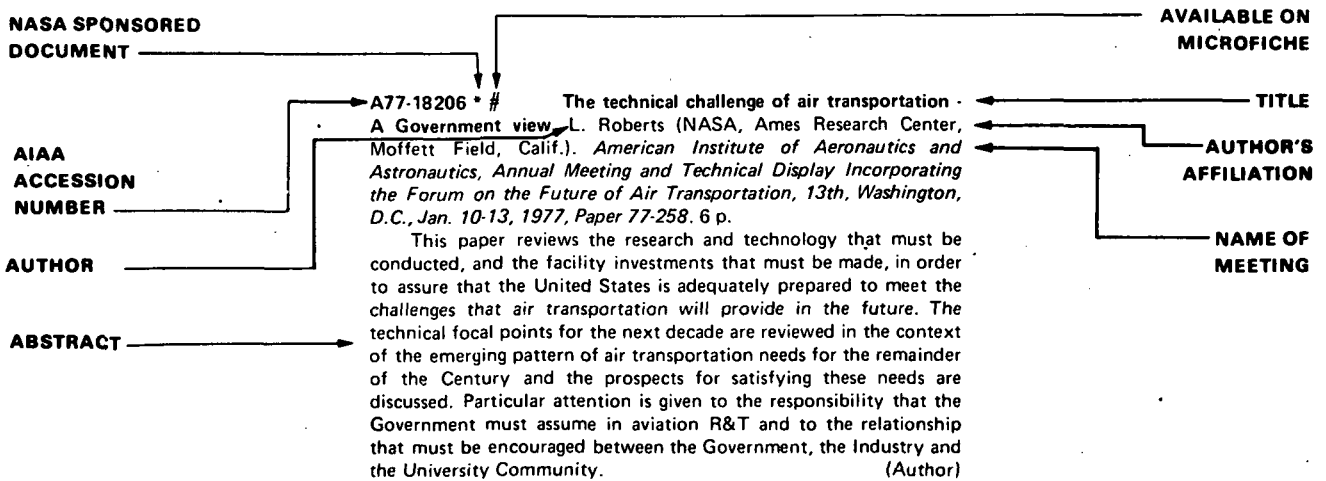 NASA SPONSORED
DOCUMENT
AVAILABLE ON
MICROFICHE
A77-18206 * # The technical challenge of air transportation -
A Government view. L. Roberts (NASA, Ames Research Center,
Moffett Field, Calif.). American Institute of Aeronautics and
Astronautics, Annual Meeting and Technical Display Incorporating
the Forum on the Future of Air Transportation, 13th, Washington,
D.C., Jan. 10-13, 1977, Paper 77-258. 6 p.
This paper reviews the research and technology that must be
conducted, and the facility investments that must be made, in order
to assure that the United States is adequately prepared to meet the
challenges that air transportation will provide in the future. The
technical focal points for the next decade are reviewed in the context
of the emerging pattern of air transportation needs for the remainder
of the Century and the prospects for satisfying these needs are
discussed. Particular attention is given to the responsibility that the
Government must assume in aviation R&T and to the relationship
that must be encouraged between the Government, the Industry and
the University Community. (Author)
AIAA
ACCESSION
NUMBER
AUTHOR
ABSTRACT
TITLE
AUTHOR'S
AFFILIATION
NAME OF
MEETING